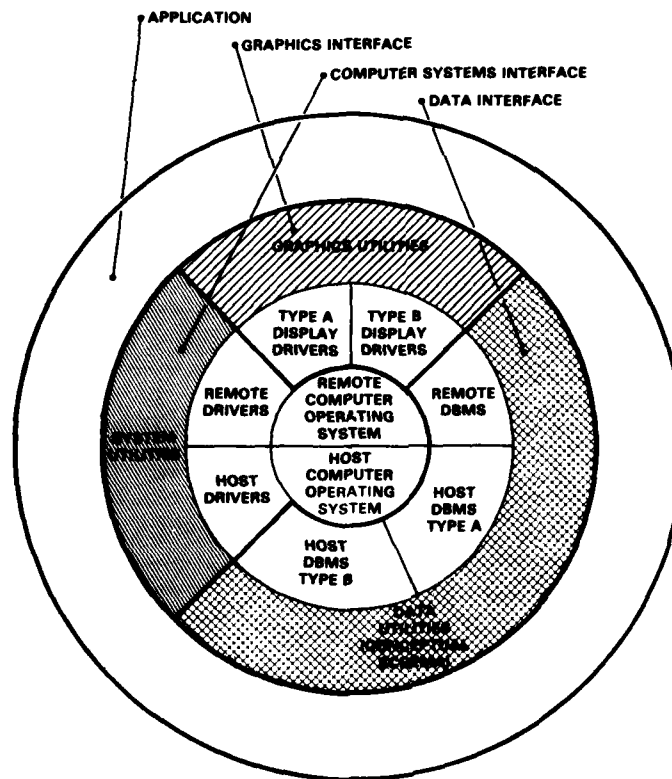 APPLICATION
GRAPHICS INTERFACE
COMPUTER SYSTEMS INTERFACE
DATA INTERFACE
GRAPHICS UTILITIES
TYPE A
DISPLAY
DRIVERS
TYPE B
DISPLAY
DRIVERS
REMOTE
DRIVERS
REMOTE
COMPUTER
OPERATING
SYSTEM
REMOTE
DBMS
SYSTEM
UTILITIES
HOST
DRIVERS
HOST
COMPUTER
OPERATING
SYSTEM
HOST
DBMS
TYPE A
HOST
DBMS
TYPE B
DATA
UTILITIES